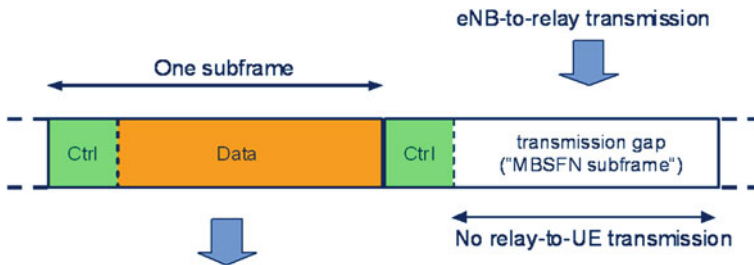 eNB-to-relay transmission
One subframe
Ctrl
Data
Ctrl
transmission gap
("MBSFN subframe")
No relay-to-UE transmission